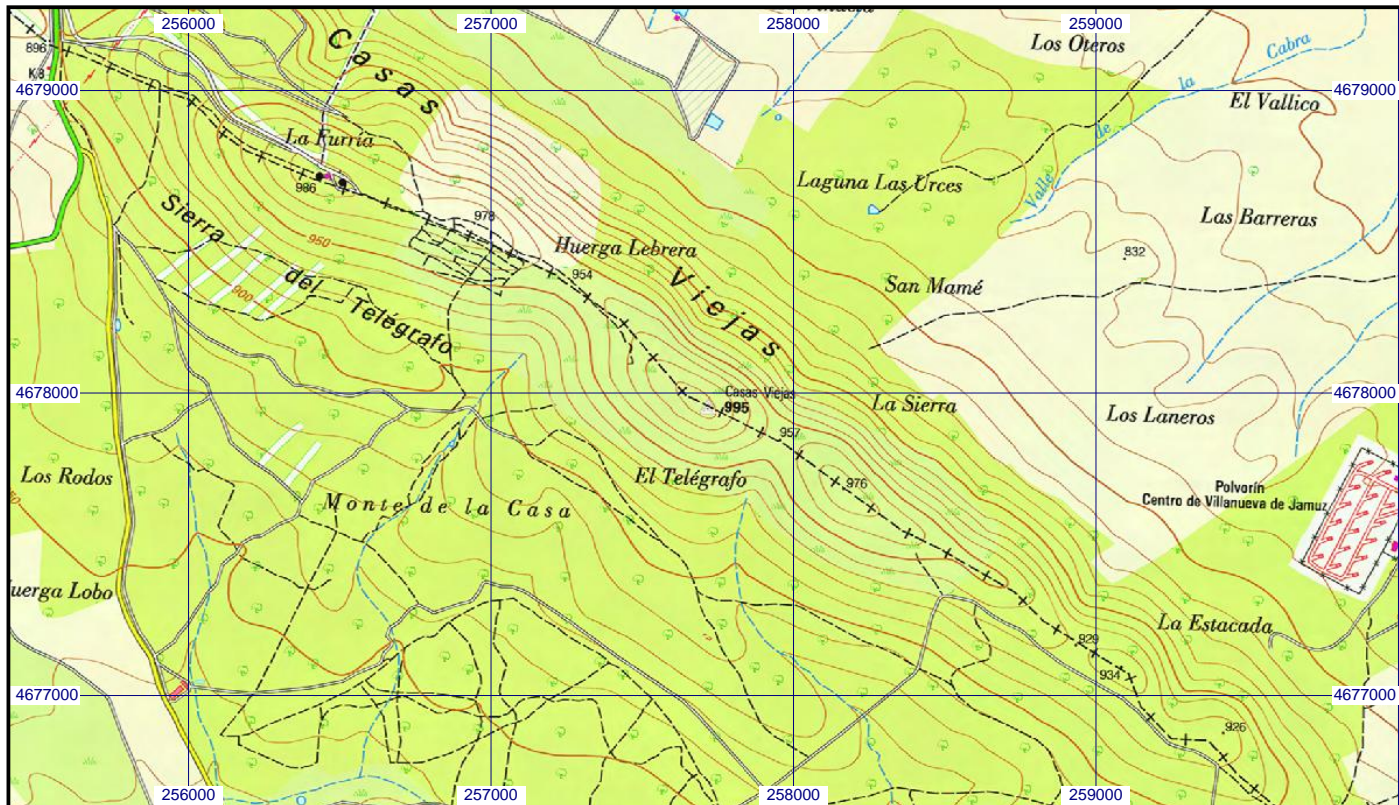 256000
257000
258000
259000
Casas
Los Oteros
Cabra
la
de
Valle
896
K8
4679000
4679000
El Vallico
La Furria
986
Laguna Las Urces
Las Barreras
978
Sierra
del
Telégrafo
950
900
Huerga Lebrera
954
Viejas
832
San Mamé
4678000
4678000
Casas Viejas
995
957
La Sierra
Los Laneros
Los Rodos
El Telégrafo
976
Polvorín
Centro de Villanueva de Jamuz
Monte de la Casa
uerga Lobo
La Estacada
929
934
4677000
4677000
926
256000
257000
258000
259000